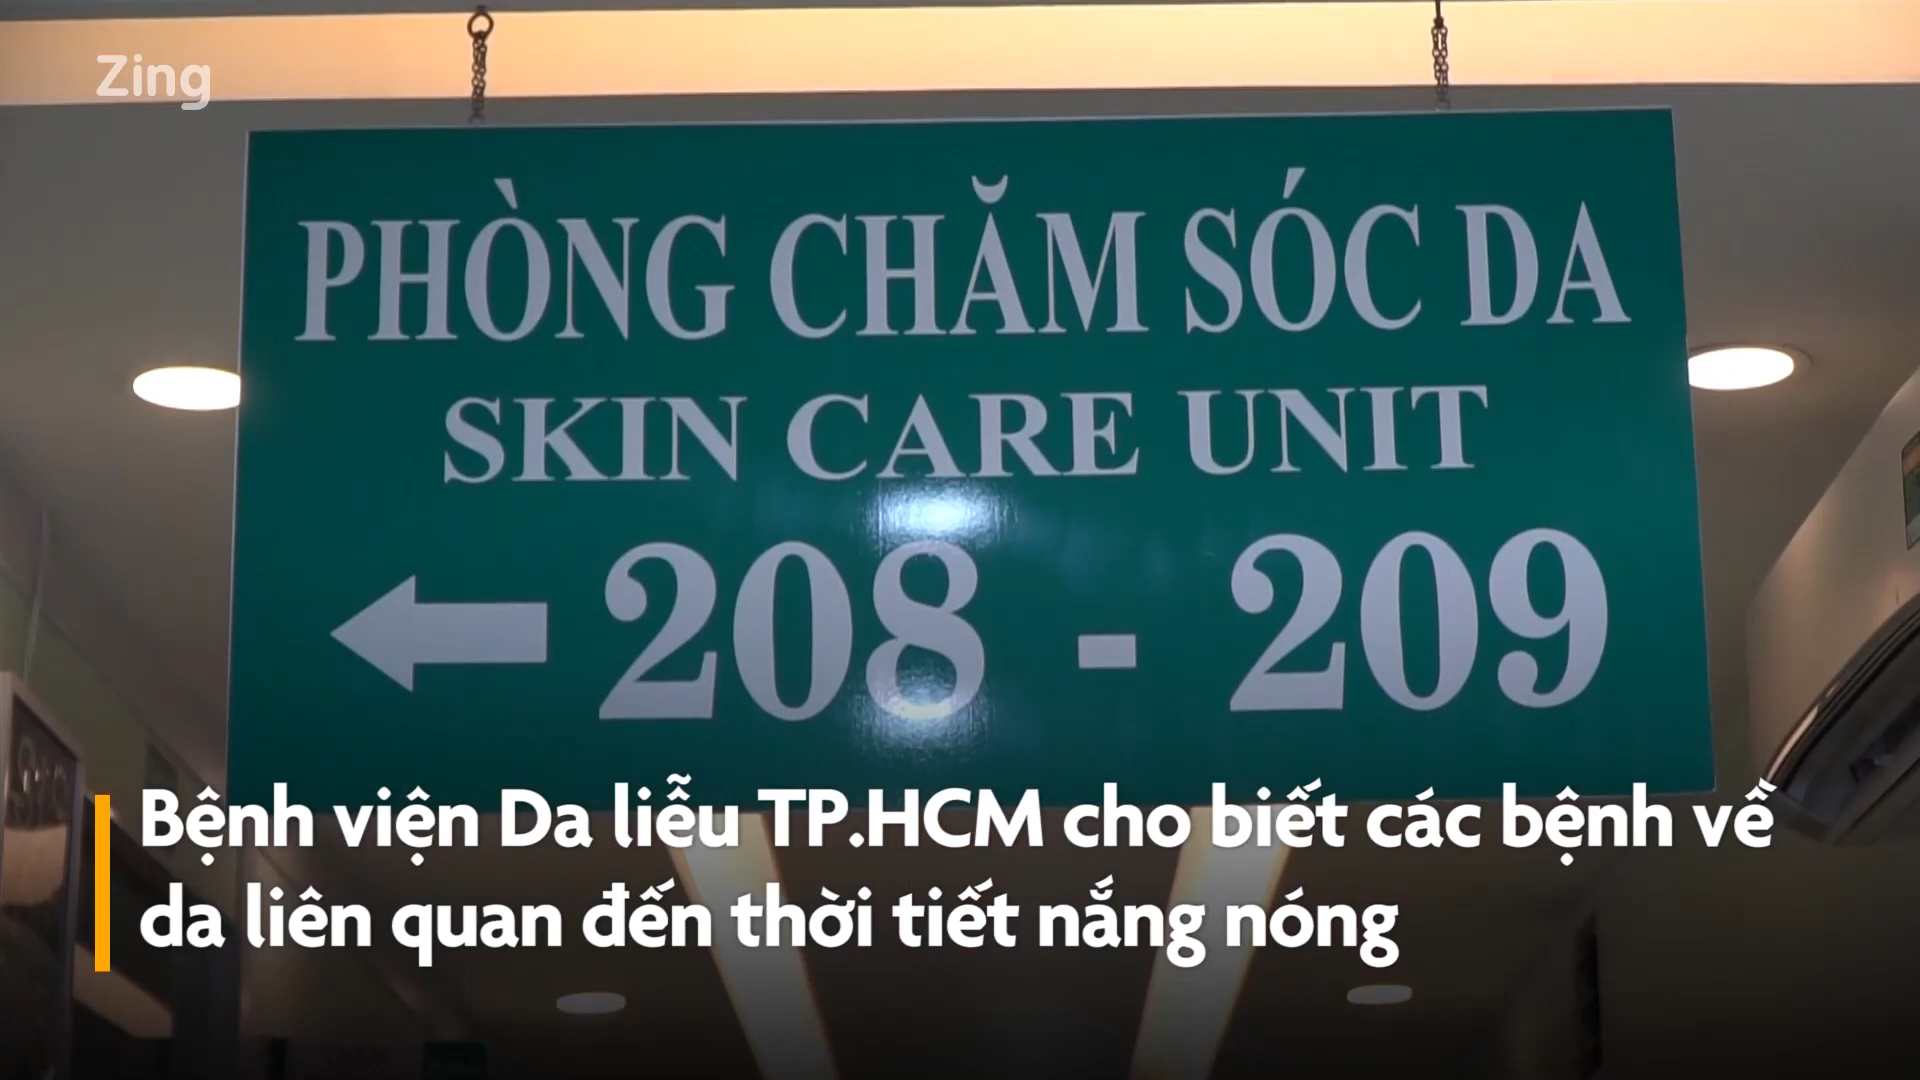 Zing
PHÒNG CHĂM SÓC DA
SKIN CARE UNIT
208 - 209
Bệnh viện Da liễu TP.HCM cho biết các bệnh về
da liên quan đến thời tiết nắng nóng